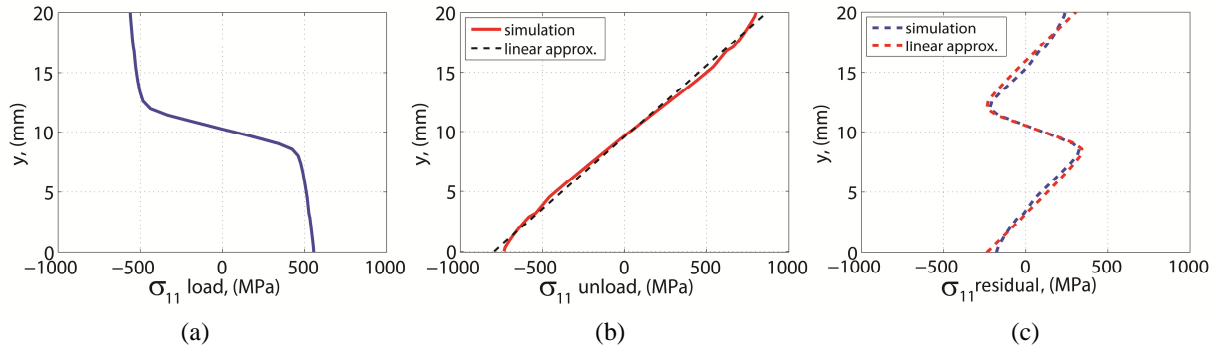 20
15
10
5
0
y, (mm)
−1000 −500 0 500 1000
σ11 load, (MPa)
(a)
simulation
linear approx.
20
15
10
5
0
y, (mm)
−1000 −500 0 500 1000
σ11 unload, (MPa)
(b)
simulation
linear approx.
20
15
10
5
0
y, (mm)
−1000 −500 0 500 1000
σ11 residual, (MPa)
(c)